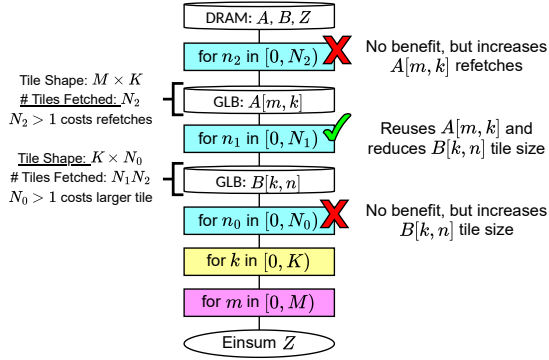 DRAM: A, B, Z
for n₂ in [0, N₂)
No benefit, but increases
A[m, k] refetches
Tile Shape: M × K
# Tiles Fetched: N₂
N₂ > 1 costs refetches
GLB: A[m, k]
for n₁ in [0, N₁)
Reuses A[m, k] and
reduces B[k, n] tile size
Tile Shape: K × N₀
# Tiles Fetched: N₁N₂
N₀ > 1 costs larger tile
GLB: B[k, n]
for n₀ in [0, N₀)
No benefit, but increases
B[k, n] tile size
for k in [0, K)
for m in [0, M)
Einsum Z